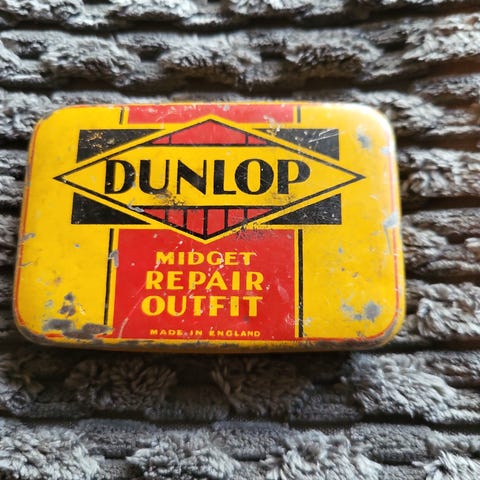 DUNLOP
MIDGET
REPAIR
OUTFIT
MADE IN ENGLAND